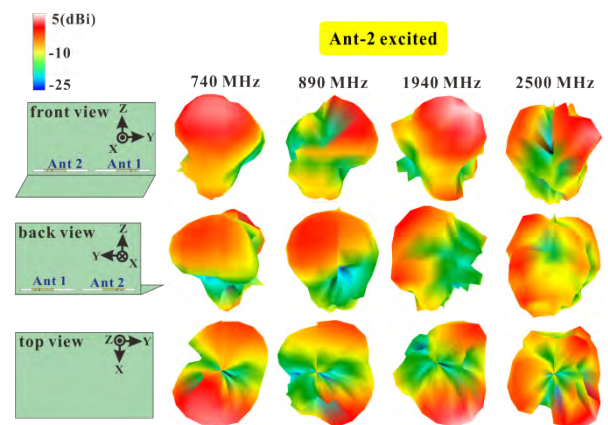 5(dBi)
-10
-25
Ant-2 excited
740 MHz 890 MHz 1940 MHz 2500 MHz
front view
Z
Y
X
Ant 2 Ant 1
back view
Z
Y
X
Ant 1 Ant 2
top view
Z
Y
X